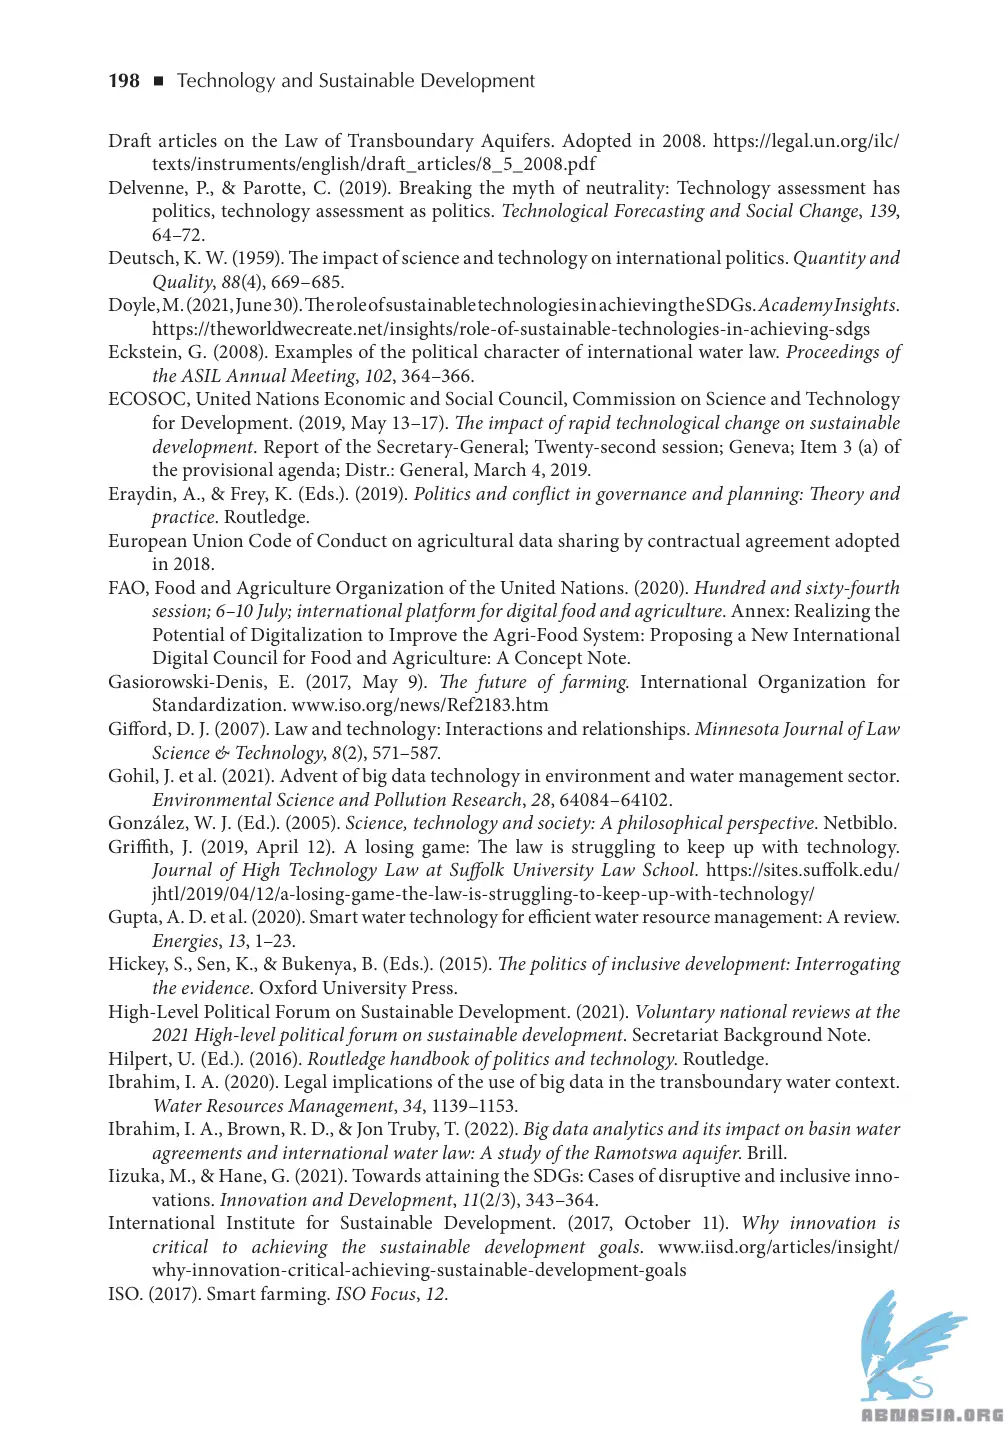 198 ■ Technology and Sustainable Development
Draft articles on the Law of Transboundary Aquifers. Adopted in 2008. https://legal.un.org/ilc/
texts/instruments/english/draft_articles/8_5_2008.pdf
Delvenne, P., & Parotte, C. (2019). Breaking the myth of neutrality: Technology assessment has
politics, technology assessment as politics. Technological Forecasting and Social Change, 139,
64–72.
Deutsch, K. W. (1959). The impact of science and technology on international politics. Quantity and
Quality, 88(4), 669–685.
Doyle, M. (2021, June 30). The role of sustainable technologies in achieving the SDGs. Academy Insights.
https://theworldwecreate.net/insights/role-of-sustainable-technologies-in-achieving-sdgs
Eckstein, G. (2008). Examples of the political character of international water law. Proceedings of
the ASIL Annual Meeting, 102, 364–366.
ECOSOC, United Nations Economic and Social Council, Commission on Science and Technology
for Development. (2019, May 13–17). The impact of rapid technological change on sustainable
development. Report of the Secretary-General; Twenty-second session; Geneva; Item 3 (a) of
the provisional agenda; Distr.: General, March 4, 2019.
Eraydin, A., & Frey, K. (Eds.). (2019). Politics and conflict in governance and planning: Theory and
practice. Routledge.
European Union Code of Conduct on agricultural data sharing by contractual agreement adopted
in 2018.
FAO, Food and Agriculture Organization of the United Nations. (2020). Hundred and sixty-fourth
session; 6–10 July; international platform for digital food and agriculture. Annex: Realizing the
Potential of Digitalization to Improve the Agri-Food System: Proposing a New International
Digital Council for Food and Agriculture: A Concept Note.
Gasiorowski-Denis, E. (2017, May 9). The future of farming. International Organization for
Standardization. www.iso.org/news/Ref2183.htm
Gifford, D. J. (2007). Law and technology: Interactions and relationships. Minnesota Journal of Law
Science & Technology, 8(2), 571–587.
Gohil, J. et al. (2021). Advent of big data technology in environment and water management sector.
Environmental Science and Pollution Research, 28, 64084–64102.
González, W. J. (Ed.). (2005). Science, technology and society: A philosophical perspective. Netbiblo.
Griffith, J. (2019, April 12). A losing game: The law is struggling to keep up with technology.
Journal of High Technology Law at Suffolk University Law School. https://sites.suffolk.edu/
jhtl/2019/04/12/a-losing-game-the-law-is-struggling-to-keep-up-with-technology/
Gupta, A. D. et al. (2020). Smart water technology for efficient water resource management: A review.
Energies, 13, 1–23.
Hickey, S., Sen, K., & Bukenya, B. (Eds.). (2015). The politics of inclusive development: Interrogating
the evidence. Oxford University Press.
High-Level Political Forum on Sustainable Development. (2021). Voluntary national reviews at the
2021 High-level political forum on sustainable development. Secretariat Background Note.
Hilpert, U. (Ed.). (2016). Routledge handbook of politics and technology. Routledge.
Ibrahim, I. A. (2020). Legal implications of the use of big data in the transboundary water context.
Water Resources Management, 34, 1139–1153.
Ibrahim, I. A., Brown, R. D., & Jon Truby, T. (2022). Big data analytics and its impact on basin water
agreements and international water law: A study of the Ramotswa aquifer. Brill.
Iizuka, M., & Hane, G. (2021). Towards attaining the SDGs: Cases of disruptive and inclusive inno-
vations. Innovation and Development, 11(2/3), 343–364.
International Institute for Sustainable Development. (2017, October 11). Why innovation is
critical to achieving the sustainable development goals. www.iisd.org/articles/insight/
why-innovation-critical-achieving-sustainable-development-goals
ISO. (2017). Smart farming. ISO Focus, 12.
ABNASIA.ORG